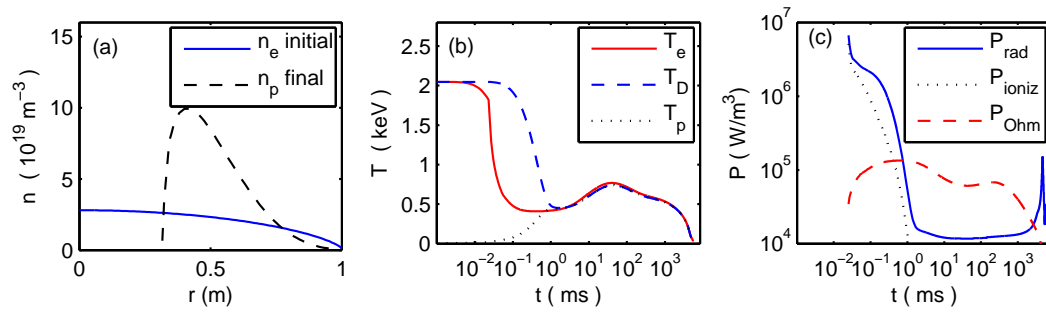 (a)
n_e initial
n_p final
n ( 10^19 m^-3 )
15
10
5
0
0
0.5
1
r (m)
(b)
T_e
T_D
T_p
T ( keV )
2.5
2
1.5
1
0.5
0
10^-2 10^-1 10^0 10^1 10^2 10^3
t ( ms )
(c)
P_rad
P_ioniz
P_Ohm
P ( W/m^3 )
10^7
10^6
10^5
10^4
10^-2 10^-1 10^0 10^1 10^2 10^3
t ( ms )